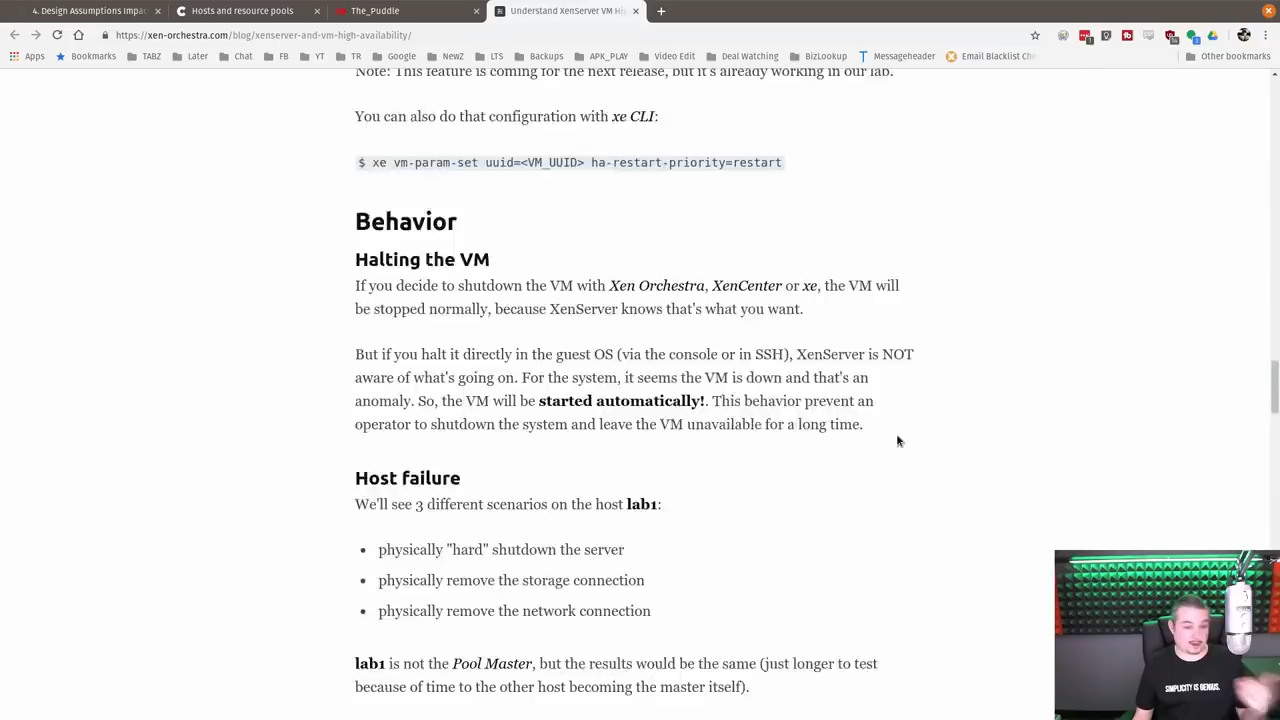 4. Design Assumptions Impac
Hosts and resource pools
The_Puddle
Understand XenServer VM Hi
https://xen-orchestra.com/blog/xenserver-and-vm-high-availability/
Apps Bookmarks TABZ Later Chat FB YT TR Google NewZ LTS Backups APK_PLAY Video Edit Deal Watching BizLookup Messageheader Email Blacklist Che Other bookmarks
Note: This feature is coming for the next release, but it's already working in our lab.
You can also do that configuration with xe CLI:
$ xe vm-param-set uuid=<VM_UUID> ha-restart-priority=restart
Behavior
Halting the VM
If you decide to shutdown the VM with Xen Orchestra, XenCenter or xe, the VM will
be stopped normally, because XenServer knows that's what you want.
But if you halt it directly in the guest OS (via the console or in SSH), XenServer is NOT
aware of what's going on. For the system, it seems the VM is down and that's an
anomaly. So, the VM will be started automatically!. This behavior prevent an
operator to shutdown the system and leave the VM unavailable for a long time.
Host failure
We'll see 3 different scenarios on the host lab1:
• physically "hard" shutdown the server
• physically remove the storage connection
• physically remove the network connection
lab1 is not the Pool Master, but the results would be the same (just longer to test
because of time to the other host becoming the master itself).
SIMPLICITY IS GENIUS.